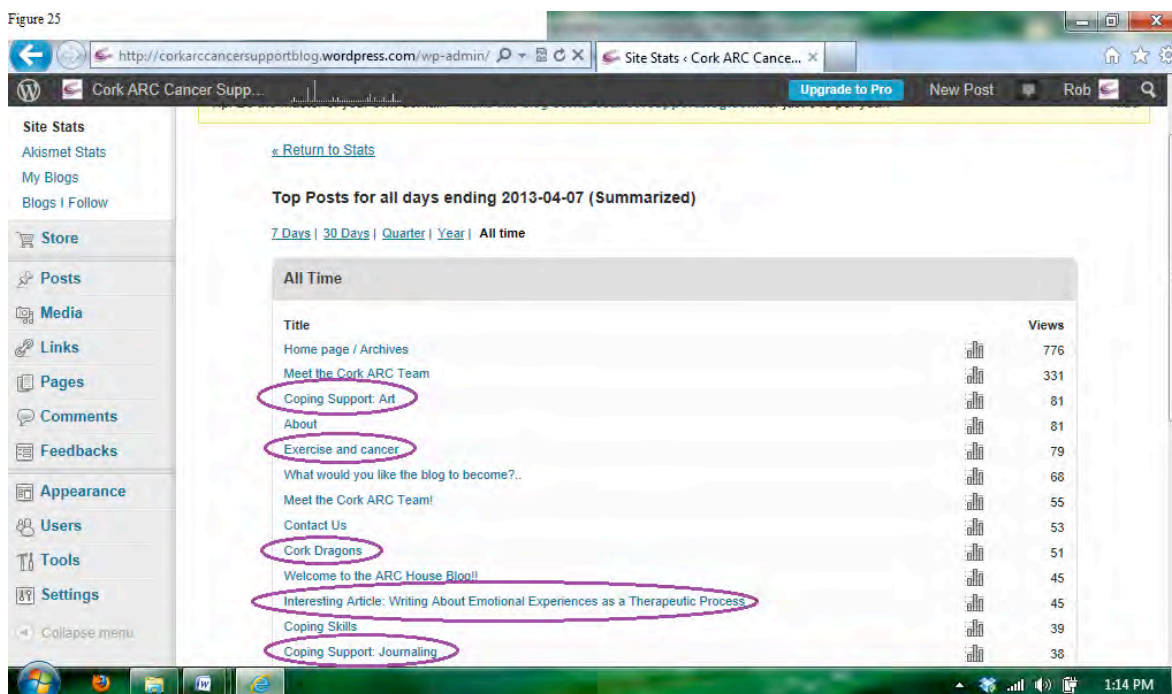 Figure 25
http://corkarccancersupportblog.wordpress.com/wp-admin/
Site Stats ‹ Cork ARC Cance...
Cork ARC Cancer Supp...
Upgrade to Pro
New Post
Rob
Site Stats
Akismet Stats
My Blogs
Blogs I Follow
Store
Posts
Media
Links
Pages
Comments
Feedbacks
Appearance
Users
Tools
Settings
Collapse menu
« Return to Stats
Top Posts for all days ending 2013-04-07 (Summarized)
7 Days | 30 Days | Quarter | Year | All time
All Time
Title Views
Home page / Archives 776
Meet the Cork ARC Team 331
Coping Support: Art 81
About 81
Exercise and cancer 79
What would you like the blog to become?.. 68
Meet the Cork ARC Team! 55
Contact Us 53
Cork Dragons 51
Welcome to the ARC House Blog!! 45
Interesting Article: Writing About Emotional Experiences as a Therapeutic Process 45
Coping Skills 39
Coping Support: Journaling 38
1:14 PM